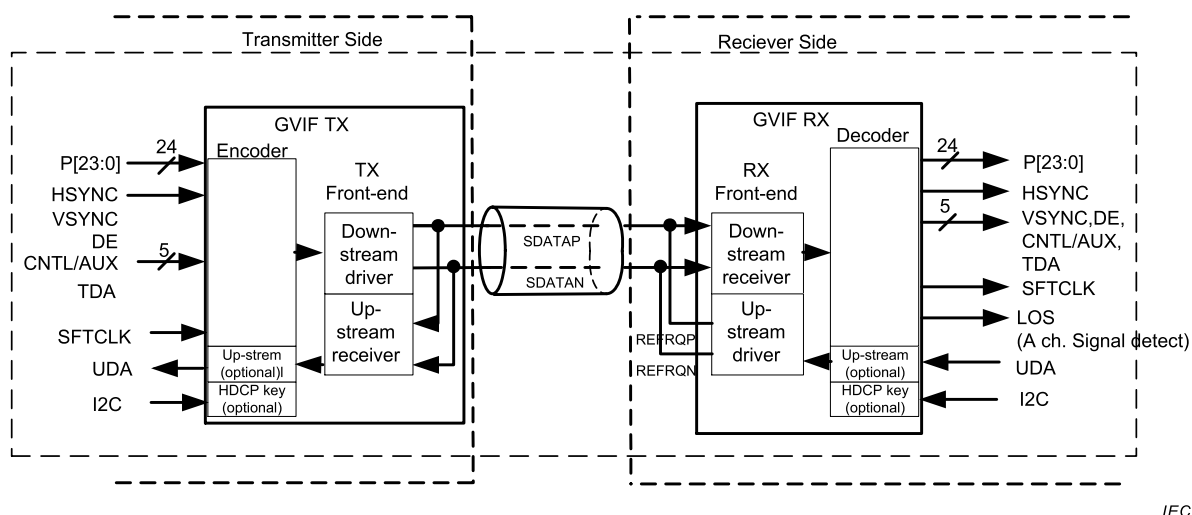 Transmitter Side
Reciever Side
GVIF TX
Encoder
TX
Front-end
24
P[23:0]
HSYNC
VSYNC
DE
CNTL/AUX
5
TDA
SFTCLK
UDA
I2C
Down-
stream
driver
Up-
stream
receiver
Up-strem
(optional)l
HDCP key
(optional)
SDATAP
SDATAN
GVIF RX
Decoder
RX
Front-end
Down-
stream
receiver
Up-
stream
driver
REFRQP
REFRQN
Up-stream
(optional)
HDCP key
(optional)
24
P[23:0]
HSYNC
5
VSYNC,DE,
CNTL/AUX,
TDA
SFTCLK
LOS
(A ch. Signal detect)
UDA
I2C
IEC